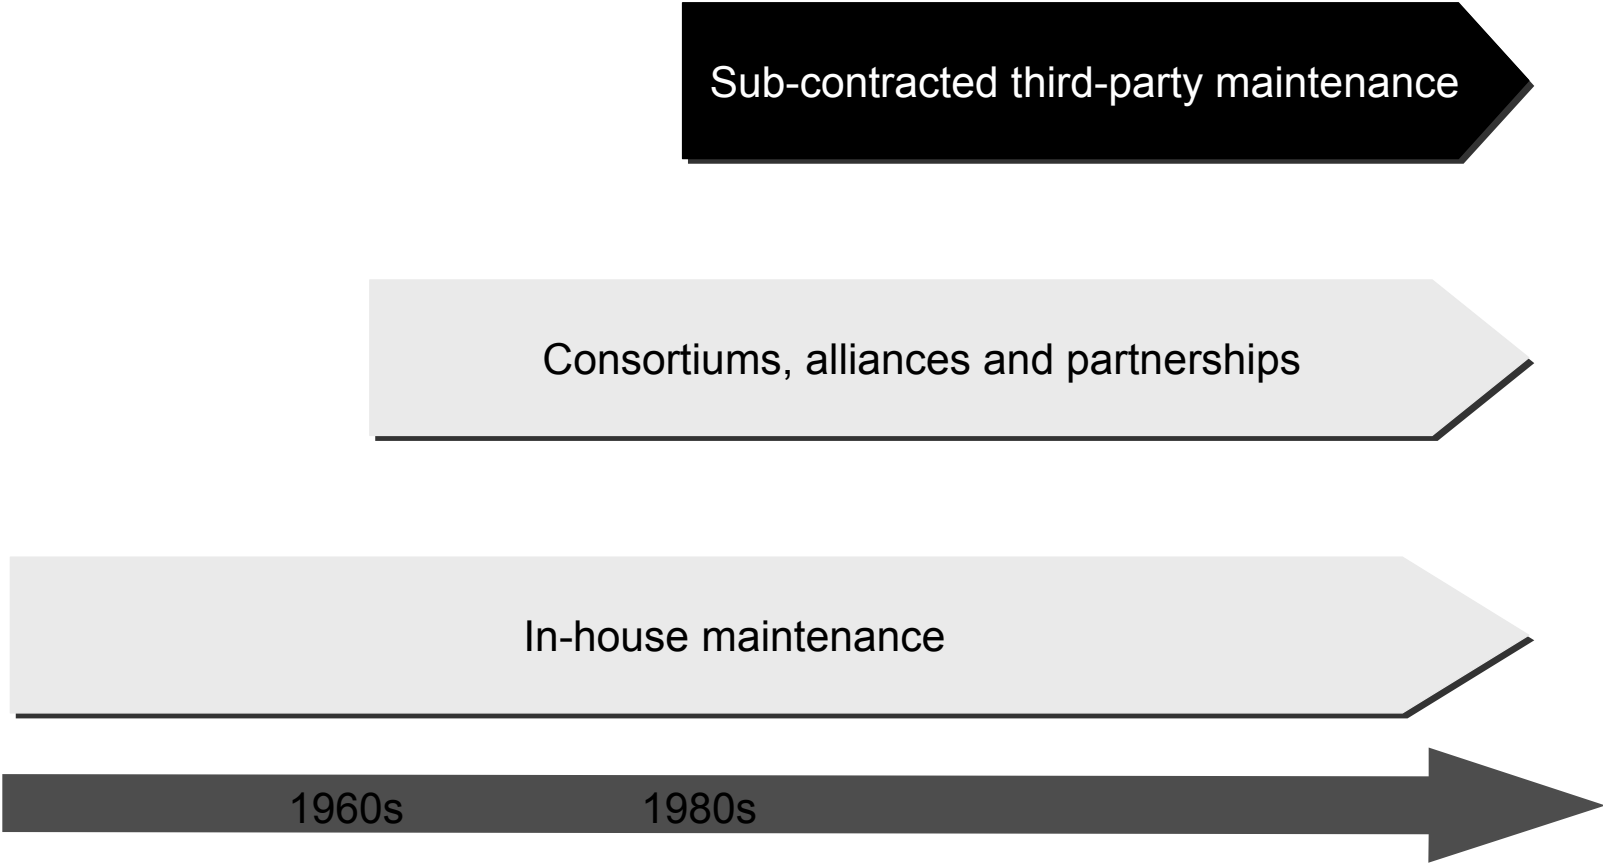 Sub-contracted third-party maintenance
Consortiums, alliances and partnerships
In-house maintenance
1960s 1980s